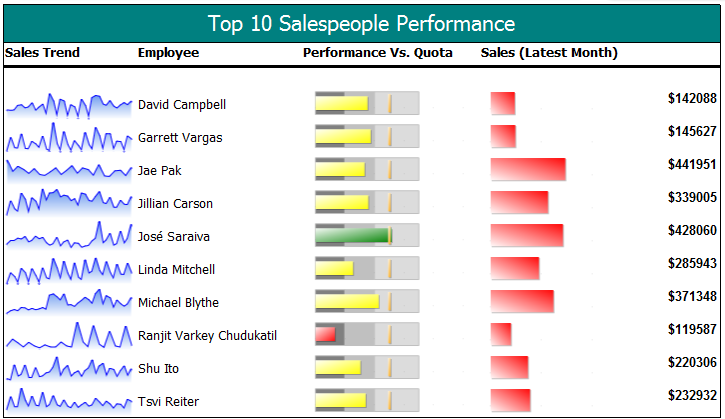 Top 10 Salespeople Performance
Sales Trend Employee Performance Vs. Quota Sales (Latest Month)
David Campbell $142088
Garrett Vargas $145627
Jae Pak $441951
Jillian Carson $339005
José Saraiva $428060
Linda Mitchell $285943
Michael Blythe $371348
Ranjit Varkey Chudukatil $119587
Shu Ito $220306
Tsvi Reiter $232932